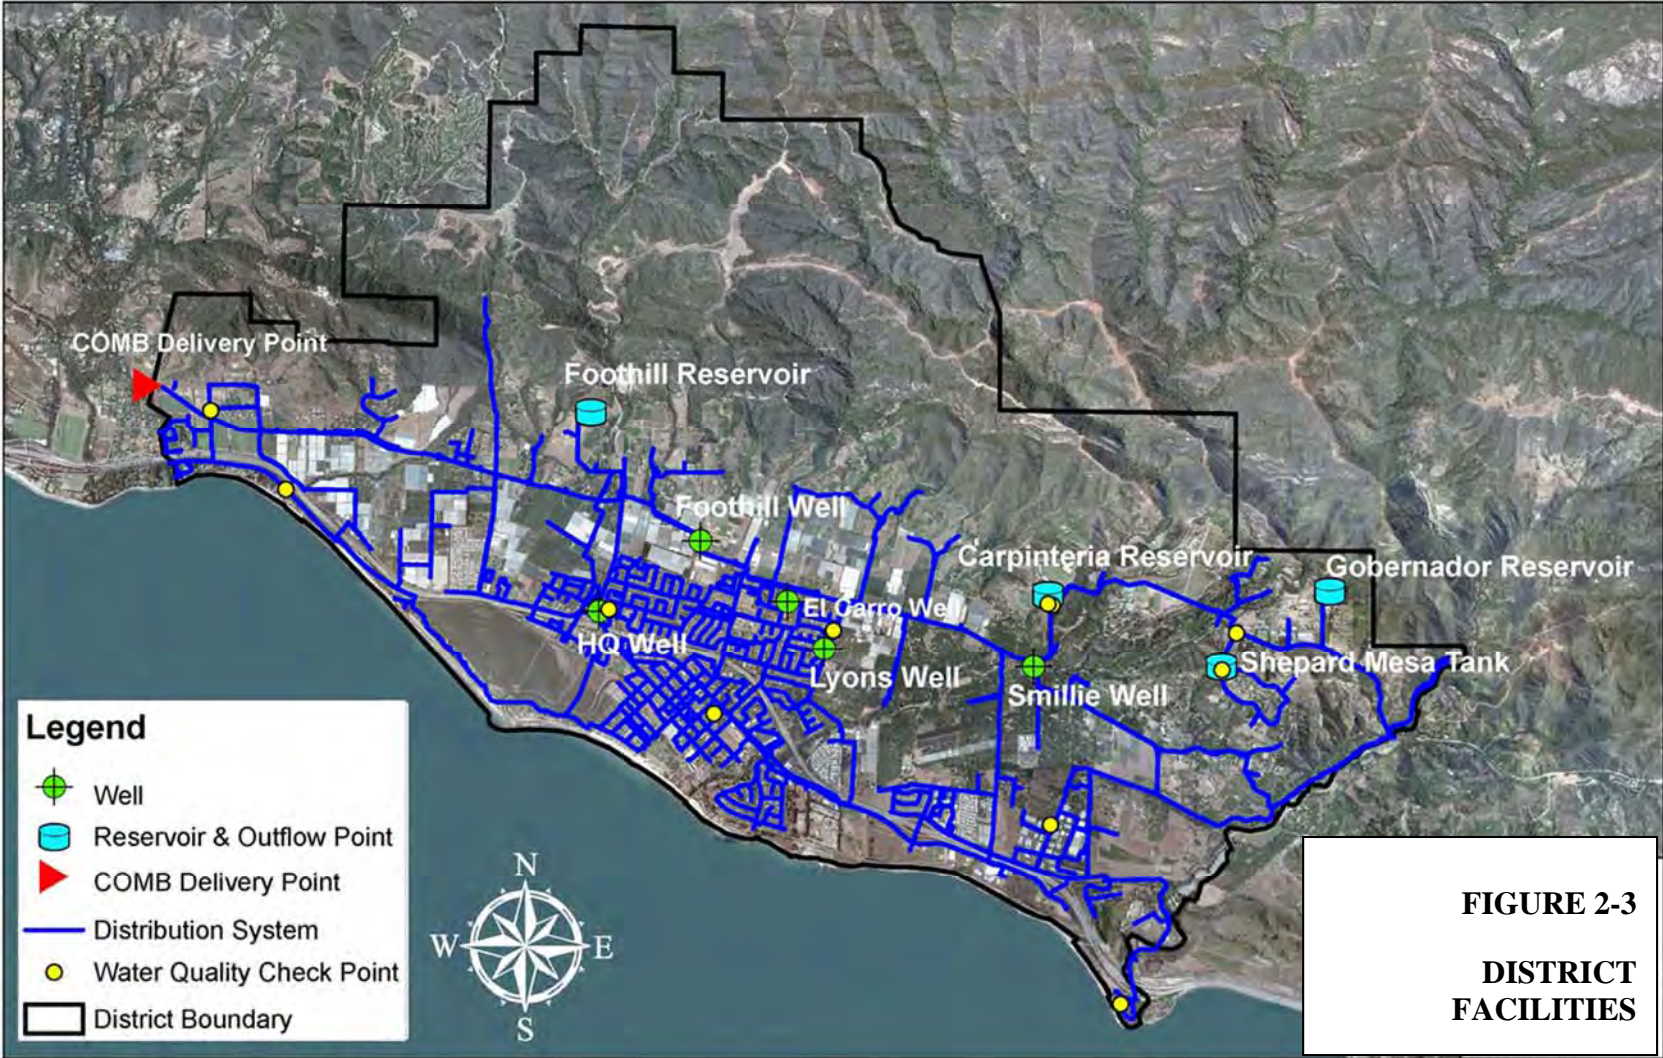 COMB Delivery Point
Foothill Reservoir
Foothill Well
Carpinteria Reservoir
Gobernador Reservoir
El Carro Well
HQ Well
Shepard Mesa Tank
Lyons Well
Smillie Well
Legend
Well
Reservoir & Outflow Point
COMB Delivery Point
Distribution System
Water Quality Check Point
District Boundary
N
W
E
S
FIGURE 2-3
DISTRICT
FACILITIES